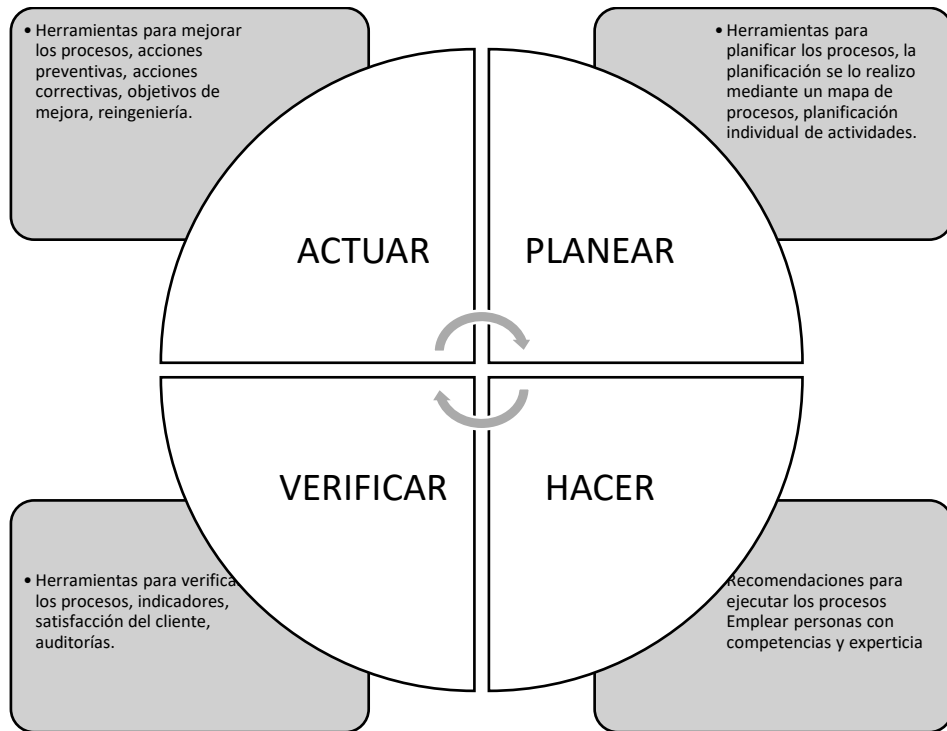 • Herramientas para mejorar
los procesos, acciones
preventivas, acciones
correctivas, objetivos de
mejora, reingeniería.
• Herramientas para
planificar los procesos, la
planificación se lo realizo
mediante un mapa de
procesos, planificación
individual de actividades.
ACTUAR
PLANEAR
VERIFICAR
HACER
• Herramientas para verifica
los procesos, indicadores,
satisfacción del cliente,
auditorías.
Recomendaciones para
ejecutar los procesos
Emplear personas con
competencias y experticia